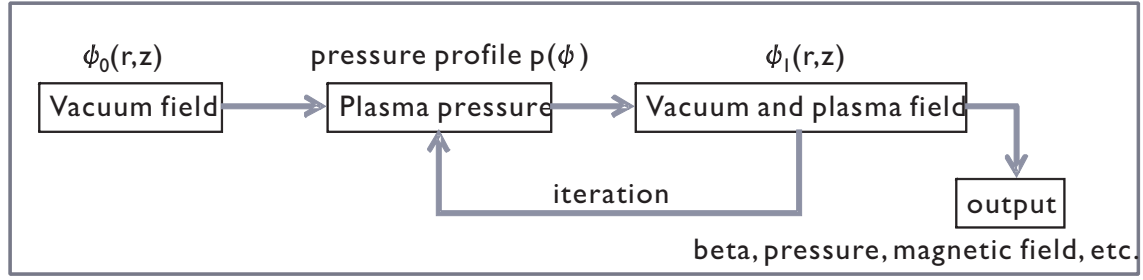 ϕ₀(r,z)
pressure profile p(ϕ)
ϕ₁(r,z)
Vacuum field
Plasma pressure
Vacuum and plasma field
iteration
output
beta, pressure, magnetic field, etc.